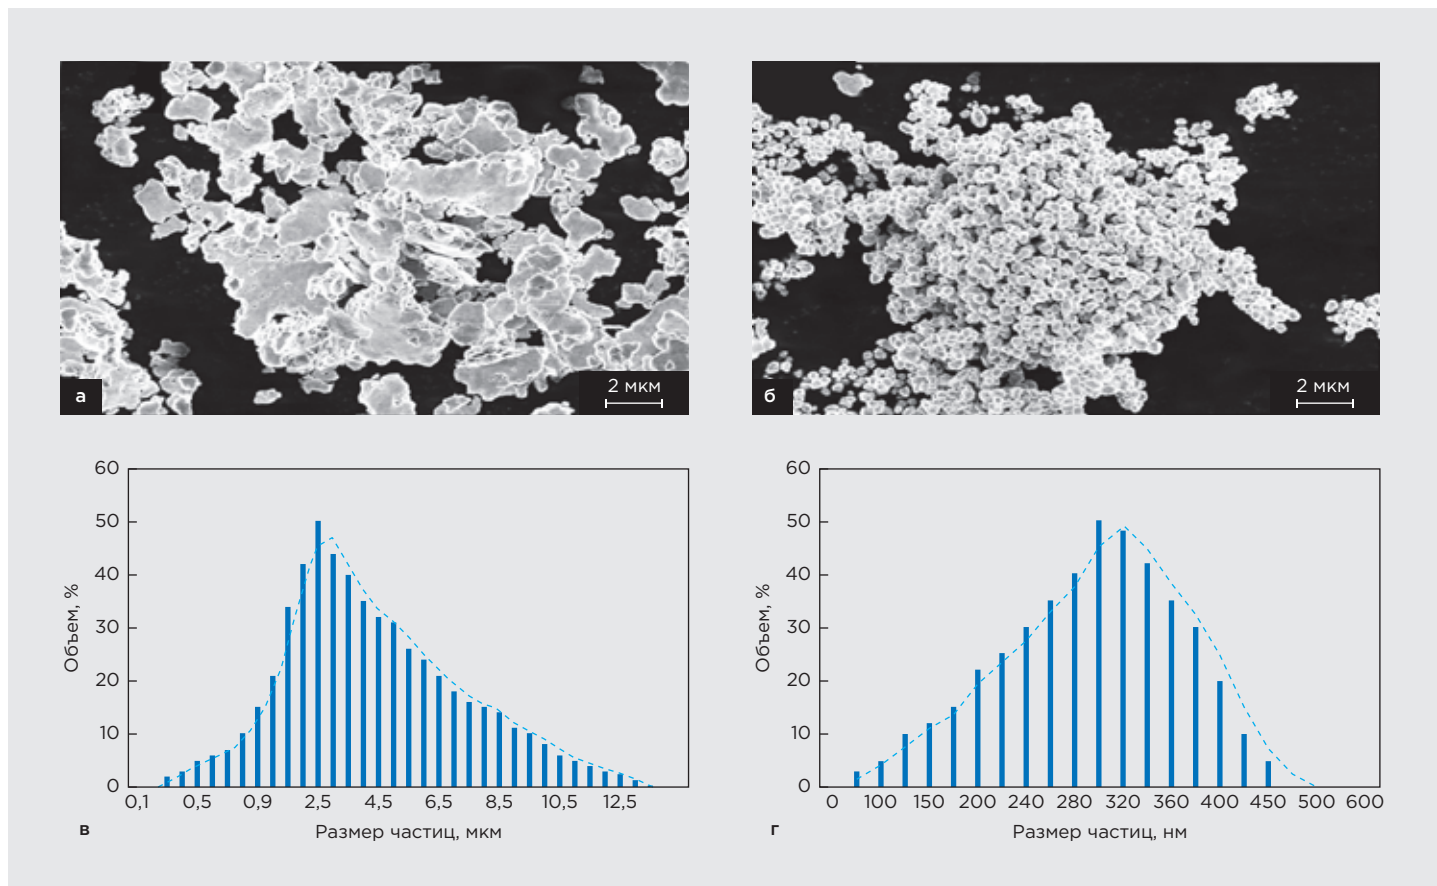 а
2 мкм
б
2 мкм
60
50
40
30
20
10
0
Объем, %
0,1 0,5 0,9 2,5 4,5 6,5 8,5 10,5 12,5
в
Размер частиц, мкм
60
50
40
30
20
10
0
Объем, %
0 100 150 200 240 280 320 360 400 450 500 600
г
Размер частиц, нм